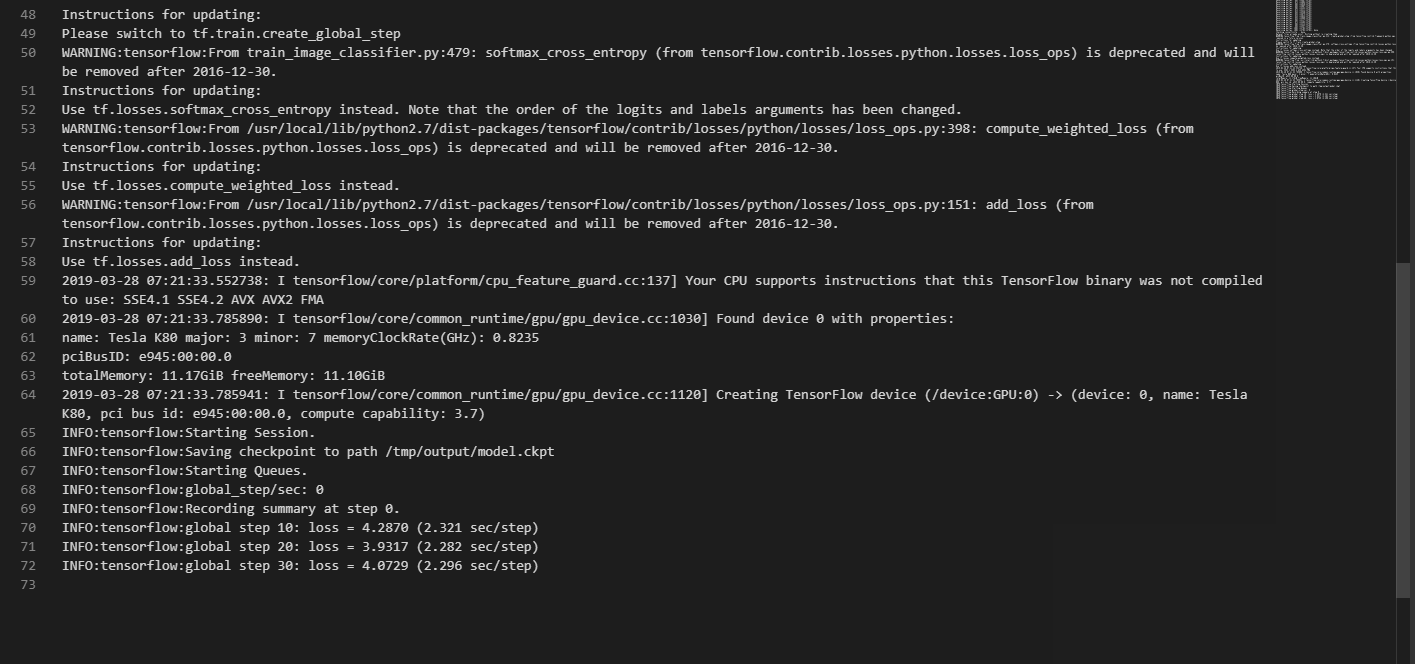 48 Instructions for updating:
49 Please switch to tf.train.create_global_step
50 WARNING:tensorflow:From train_image_classifier.py:479: softmax_cross_entropy (from tensorflow.contrib.losses.python.losses.loss_ops) is deprecated and will
be removed after 2016-12-30.
51 Instructions for updating:
52 Use tf.losses.softmax_cross_entropy instead. Note that the order of the logits and labels arguments has been changed.
53 WARNING:tensorflow:From /usr/local/lib/python2.7/dist-packages/tensorflow/contrib/losses/python/losses/loss_ops.py:398: compute_weighted_loss (from
tensorflow.contrib.losses.python.losses.loss_ops) is deprecated and will be removed after 2016-12-30.
54 Instructions for updating:
55 Use tf.losses.compute_weighted_loss instead.
56 WARNING:tensorflow:From /usr/local/lib/python2.7/dist-packages/tensorflow/contrib/losses/python/losses/loss_ops.py:151: add_loss (from
tensorflow.contrib.losses.python.losses.loss_ops) is deprecated and will be removed after 2016-12-30.
57 Instructions for updating:
58 Use tf.losses.add_loss instead.
59 2019-03-28 07:21:33.552738: I tensorflow/core/platform/cpu_feature_guard.cc:137] Your CPU supports instructions that this TensorFlow binary was not compiled
to use: SSE4.1 SSE4.2 AVX AVX2 FMA
60 2019-03-28 07:21:33.785890: I tensorflow/core/common_runtime/gpu/gpu_device.cc:1030] Found device 0 with properties:
61 name: Tesla K80 major: 3 minor: 7 memoryClockRate(GHz): 0.8235
62 pciBusID: e945:00:00.0
63 totalMemory: 11.17GiB freeMemory: 11.10GiB
64 2019-03-28 07:21:33.785941: I tensorflow/core/common_runtime/gpu/gpu_device.cc:1120] Creating TensorFlow device (/device:GPU:0) -> (device: 0, name: Tesla
K80, pci bus id: e945:00:00.0, compute capability: 3.7)
65 INFO:tensorflow:Starting Session.
66 INFO:tensorflow:Saving checkpoint to path /tmp/output/model.ckpt
67 INFO:tensorflow:Starting Queues.
68 INFO:tensorflow:global_step/sec: 0
69 INFO:tensorflow:Recording summary at step 0.
70 INFO:tensorflow:global step 10: loss = 4.2870 (2.321 sec/step)
71 INFO:tensorflow:global step 20: loss = 3.9317 (2.282 sec/step)
72 INFO:tensorflow:global step 30: loss = 4.0729 (2.296 sec/step)
73